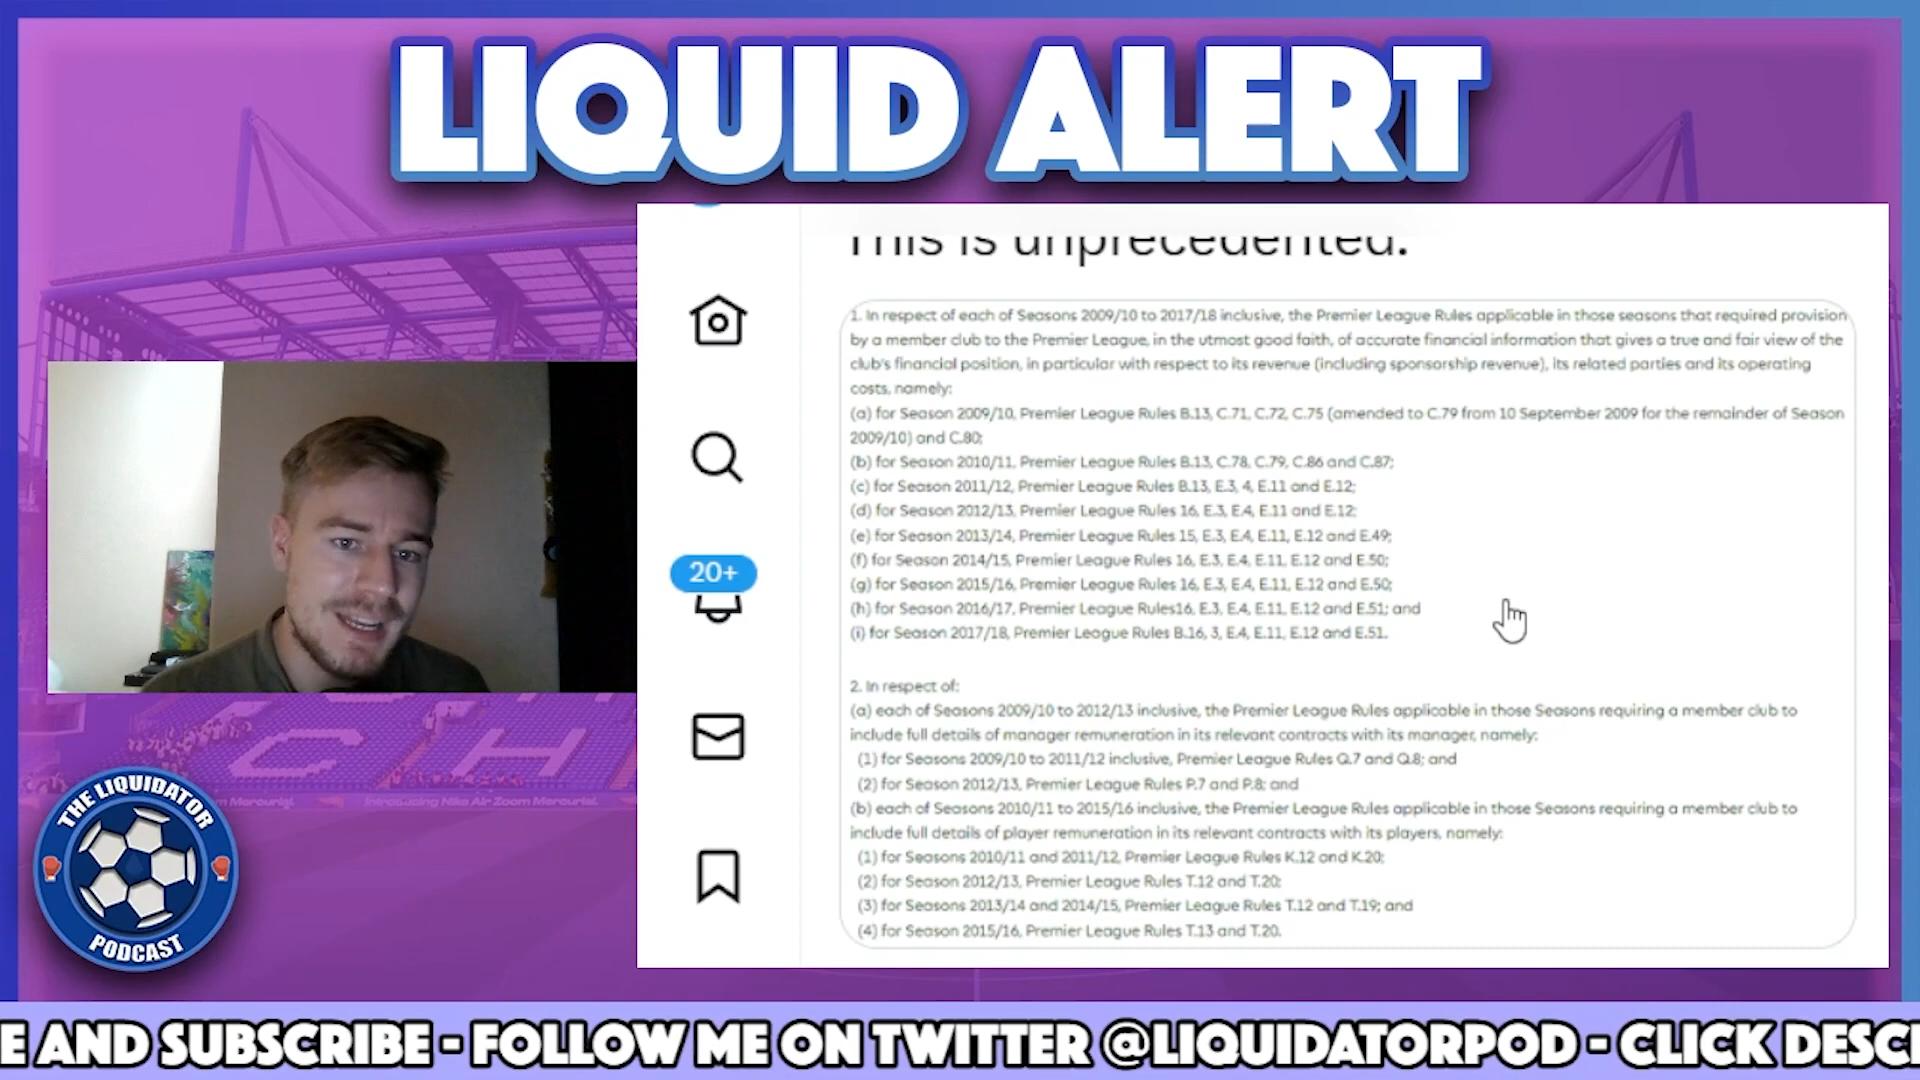 LIQUID ALERT
This is unprecedented.
1. In respect of each of Seasons 2009/10 to 2017/18 inclusive, the Premier League Rules applicable in those seasons that required provision
by a member club to the Premier League, in the utmost good faith, of accurate financial information that gives a true and fair view of the
club's financial position, in particular with respect to its revenue (including sponsorship revenue), its related parties and its operating
costs, namely:
(a) for Season 2009/10, Premier League Rules B.13, C.71, C.72, C.75 (amended to C.79 from 10 September 2009 for the remainder of Season
2009/10) and C.80;
(b) for Season 2010/11, Premier League Rules B.13, C.78, C.79, C.86 and C.87;
(c) for Season 2011/12, Premier League Rules B.13, E.3, 4, E.11 and E.12;
(d) for Season 2012/13, Premier League Rules 16, E.3, E.4, E.11 and E.12;
(e) for Season 2013/14, Premier League Rules 15, E.3, E.4, E.11, E.12 and E.49;
(f) for Season 2014/15, Premier League Rules 16, E.3, E.4, E.11, E.12 and E.50;
(g) for Season 2015/16, Premier League Rules 16, E.3, E.4, E.11, E.12 and E.50;
(h) for Season 2016/17, Premier League Rules16, E.3, E.4, E.11, E.12 and E.51; and
(i) for Season 2017/18, Premier League Rules B.16, 3, E.4, E.11, E.12 and E.51.
2. In respect of:
(a) each of Seasons 2009/10 to 2012/13 inclusive, the Premier League Rules applicable in those Seasons requiring a member club to
include full details of manager remuneration in its relevant contracts with its manager, namely:
(1) for Seasons 2009/10 to 2011/12 inclusive, Premier League Rules Q.7 and Q.8; and
(2) for Season 2012/13, Premier League Rules P.7 and P.8; and
(b) each of Seasons 2010/11 to 2015/16 inclusive, the Premier League Rules applicable in those Seasons requiring a member club to
include full details of player remuneration in its relevant contracts with its players, namely:
(1) for Seasons 2010/11 and 2011/12, Premier League Rules K.12 and K.20;
(2) for Season 2012/13, Premier League Rules T.12 and T.20;
(3) for Seasons 2013/14 and 2014/15, Premier League Rules T.12 and T.19; and
(4) for Season 2015/16, Premier League Rules T.13 and T.20.
20+
C H
Introducing Nike Air Zoom Mercurial.
THE LIQUIDATOR
PODCAST
E AND SUBSCRIBE - FOLLOW ME ON TWITTER @LIQUIDATORPOD - CLICK DESC